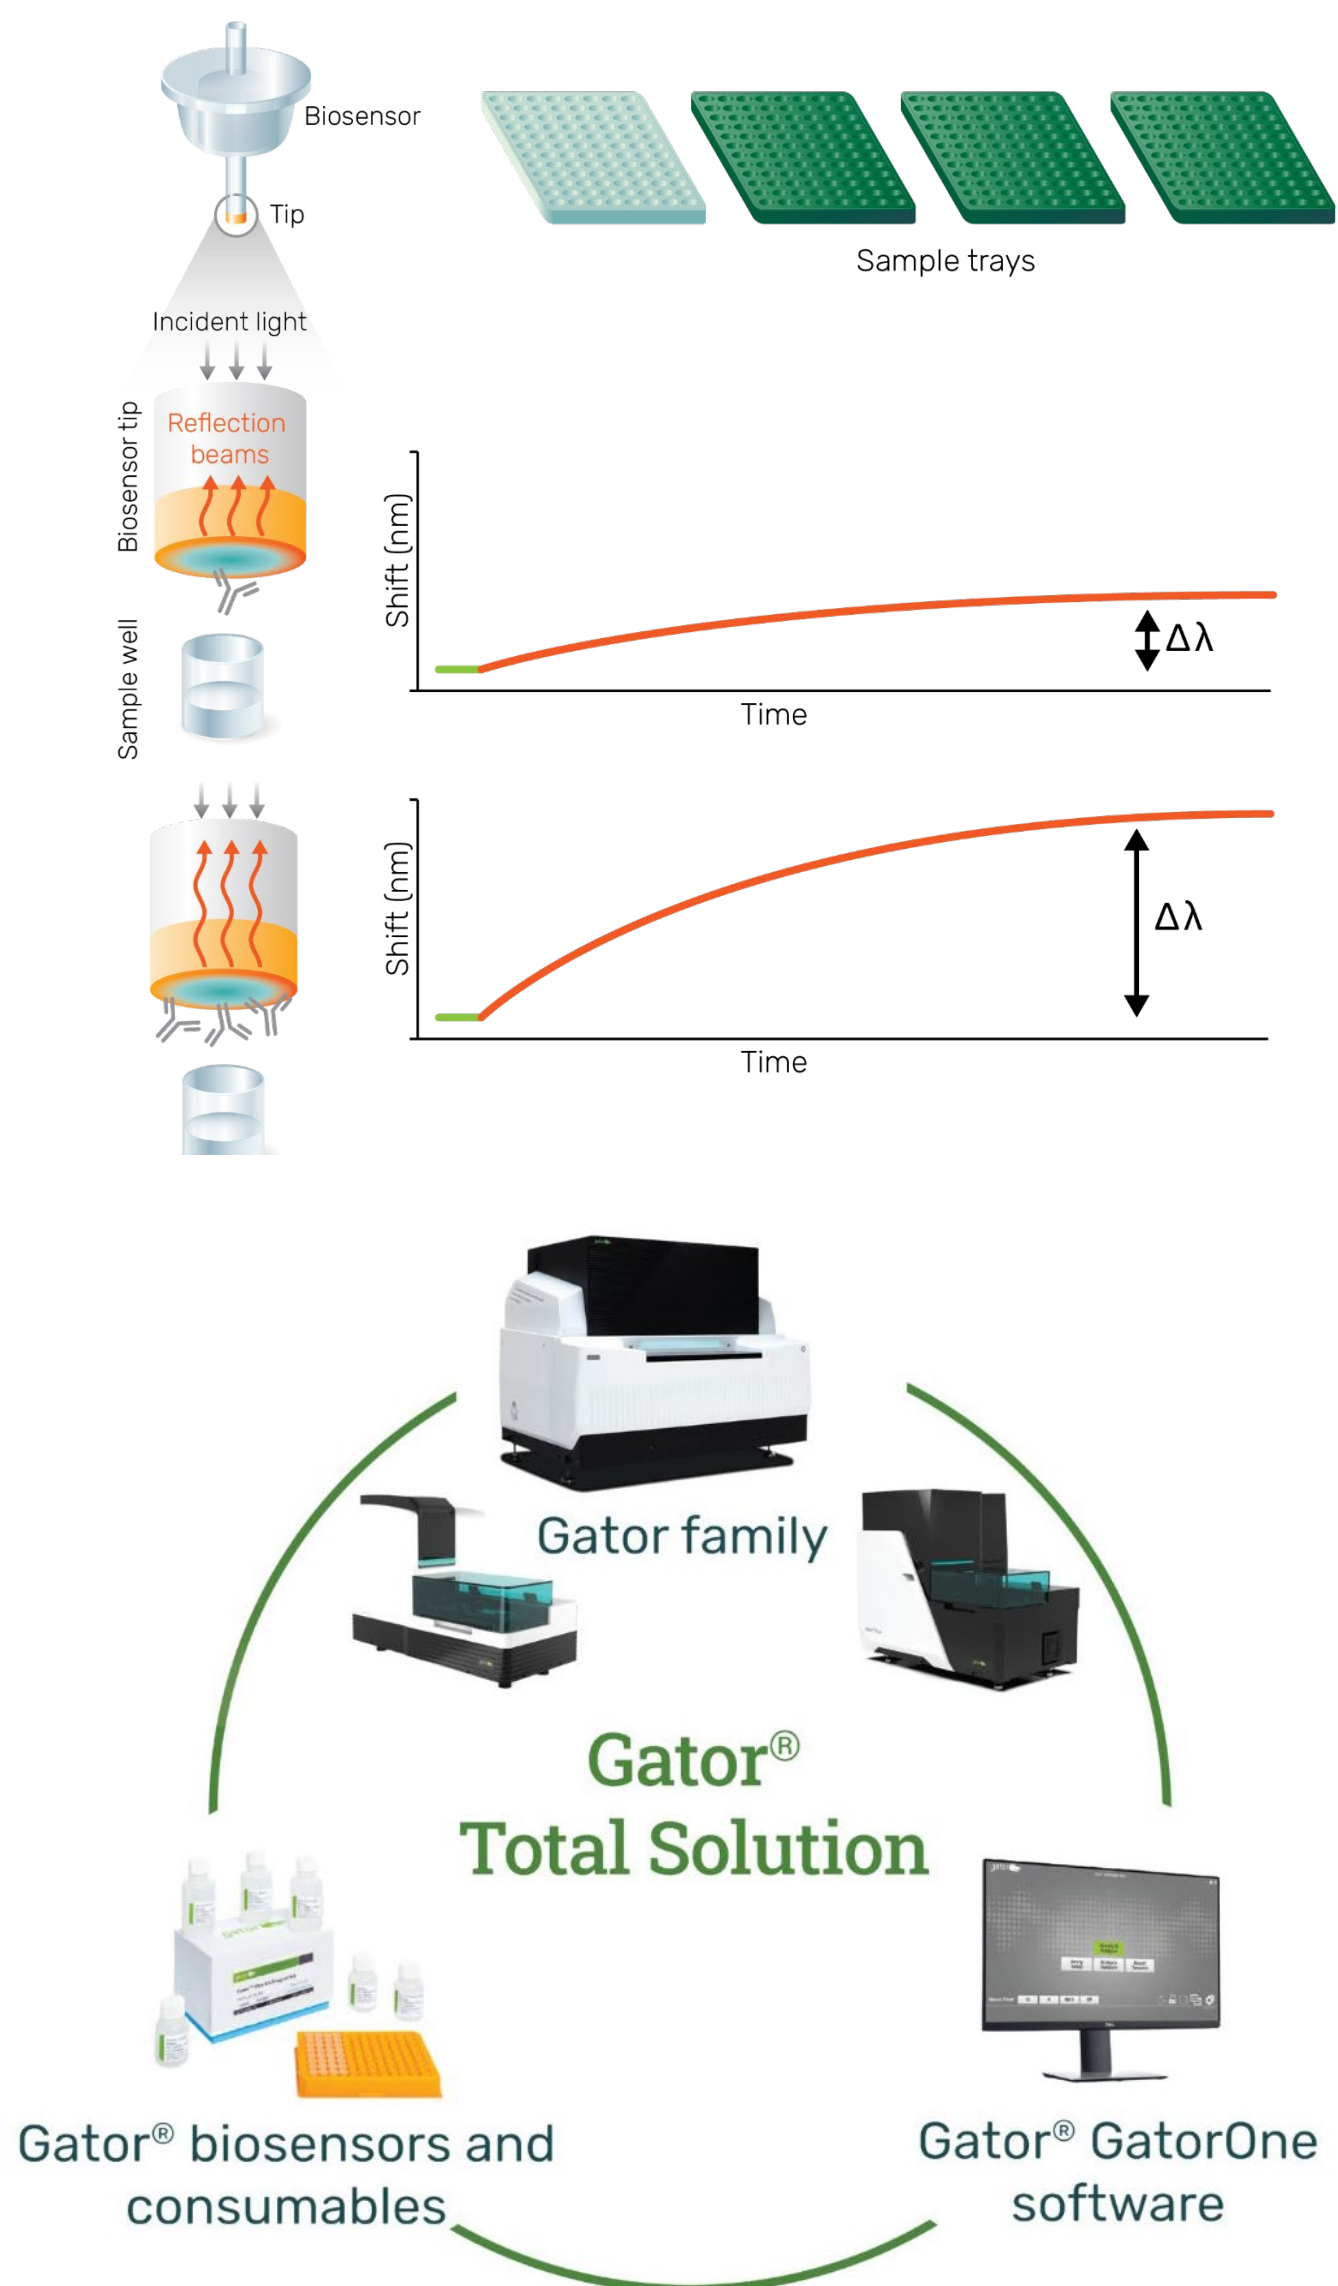 Biosensor
Tip
Sample trays
Incident light
Biosensor tip
Reflection
beams
Sample well
Shift (nm)
Δλ
Time
Shift (nm)
Δλ
Time
Gator family
Gator®
Total Solution
gator
Gator® biosensors and
consumables
Gator® GatorOne
software